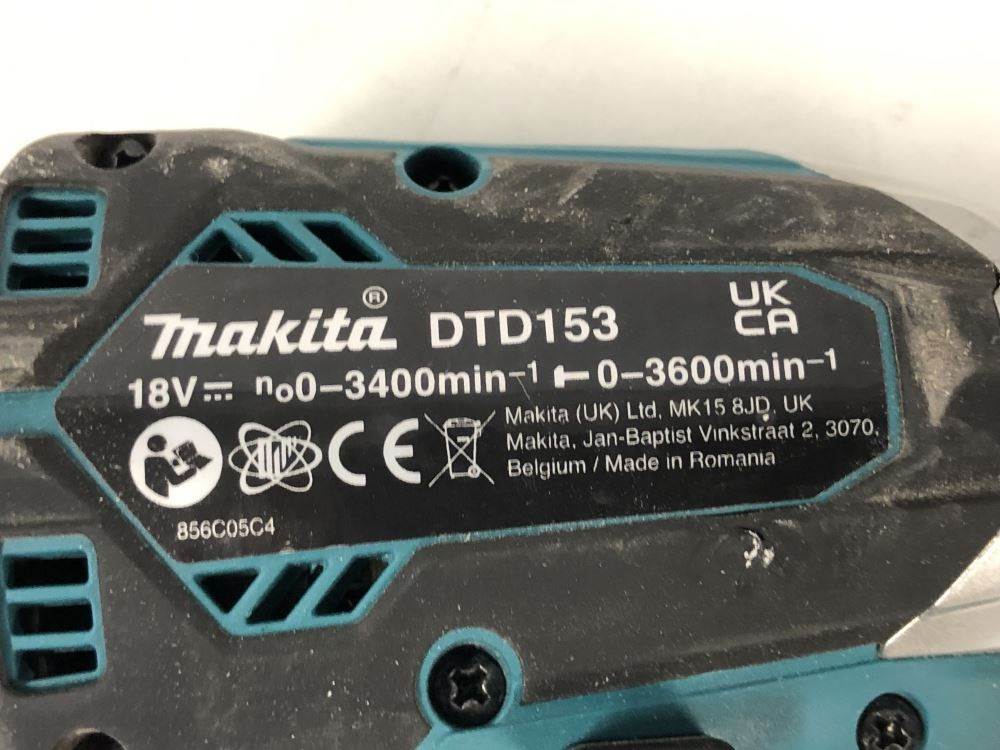 makita® DTD153 UK
CA
18V⎓ n₀0–3400min⁻¹ 0–3600min⁻¹
Makita (UK) Ltd, MK15 8JD, UK
Makita, Jan-Baptist Vinkstraat 2, 3070,
CE Belgium / Made in Romania
856C05C4